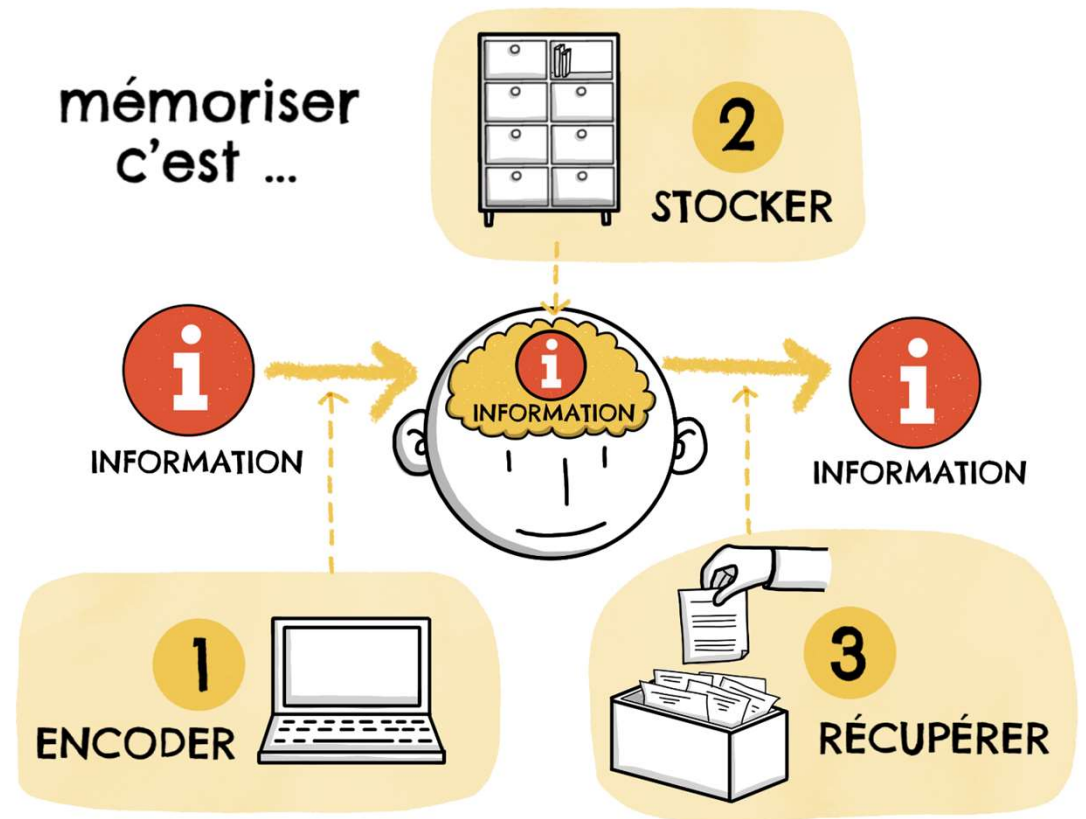 mémoriser
c'est ...
2
STOCKER
INFORMATION
INFORMATION
INFORMATION
1
ENCODER
3
RÉCUPÉRER